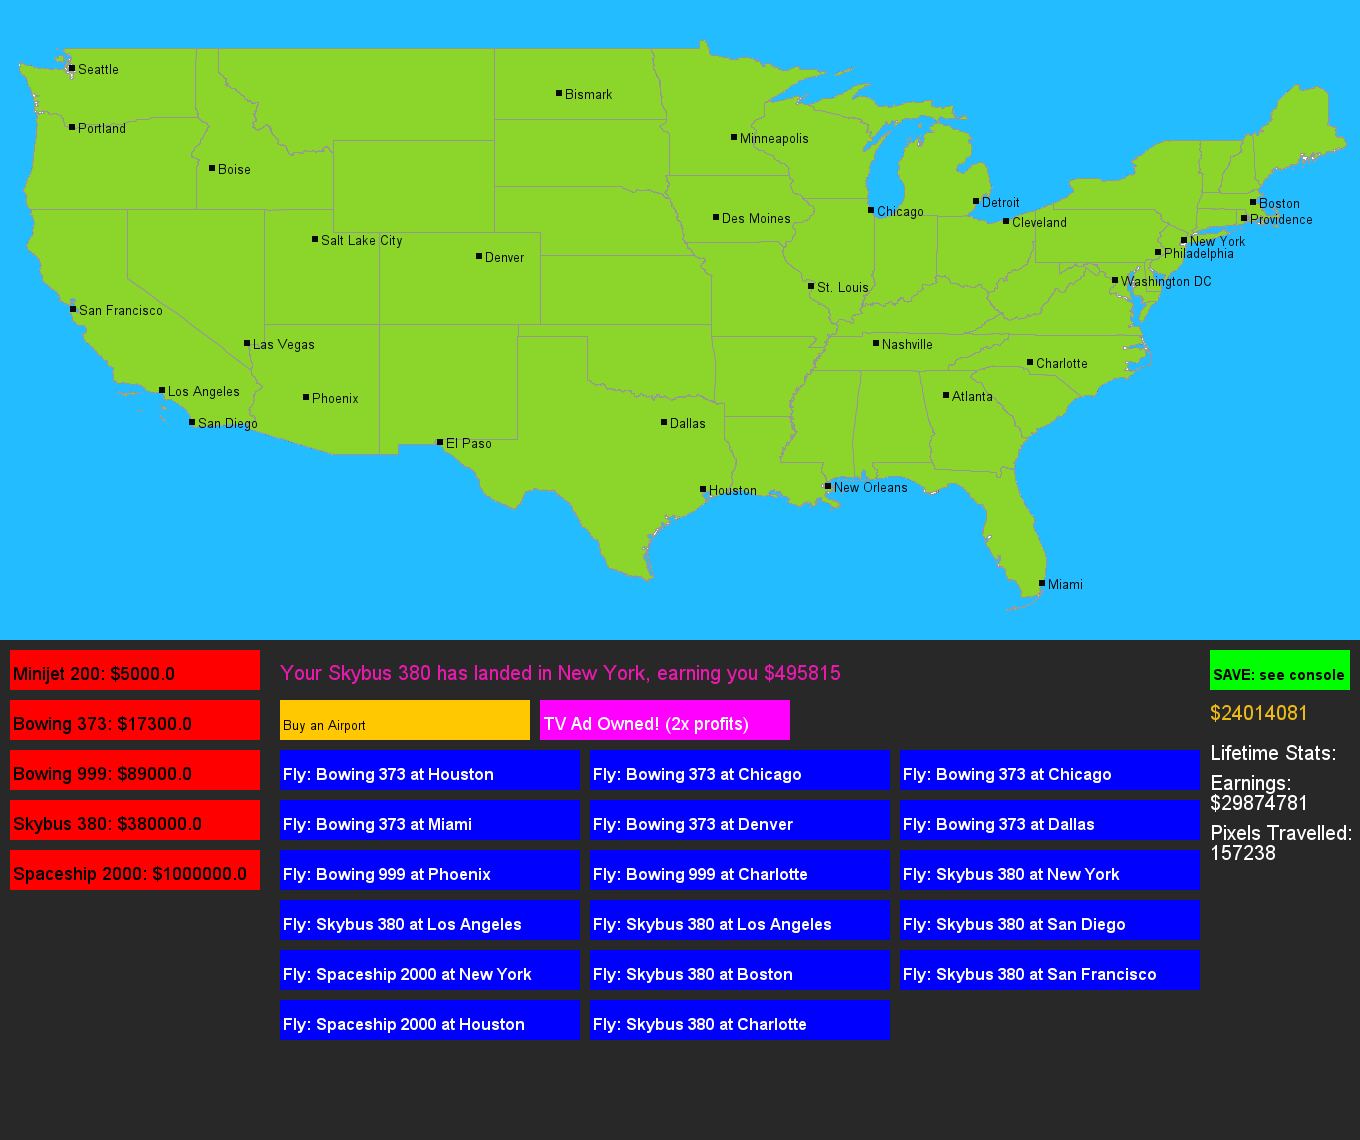 Seattle
Bismark
Portland
Minneapolis
Boise
Detroit
Boston
Chicago
Des Moines
Cleveland
Providence
Salt Lake City
New York
Denver
Philadelphia
Washington DC
St. Louis
San Francisco
Las Vegas
Nashville
Charlotte
Los Angeles
Phoenix
Atlanta
San Diego
Dallas
El Paso
Houston
New Orleans
Miami
Minijet 200: $5000.0
Bowing 373: $17300.0
Bowing 999: $89000.0
Skybus 380: $380000.0
Spaceship 2000: $1000000.0
Your Skybus 380 has landed in New York, earning you $495815
Buy an Airport
TV Ad Owned! (2x profits)
Fly: Bowing 373 at Houston
Fly: Bowing 373 at Chicago
Fly: Bowing 373 at Chicago
Fly: Bowing 373 at Miami
Fly: Bowing 373 at Denver
Fly: Bowing 373 at Dallas
Fly: Bowing 999 at Phoenix
Fly: Bowing 999 at Charlotte
Fly: Skybus 380 at New York
Fly: Skybus 380 at Los Angeles
Fly: Skybus 380 at Los Angeles
Fly: Skybus 380 at San Diego
Fly: Spaceship 2000 at New York
Fly: Skybus 380 at Boston
Fly: Skybus 380 at San Francisco
Fly: Spaceship 2000 at Houston
Fly: Skybus 380 at Charlotte
SAVE: see console
$24014081
Lifetime Stats:
Earnings:
$29874781
Pixels Travelled:
157238